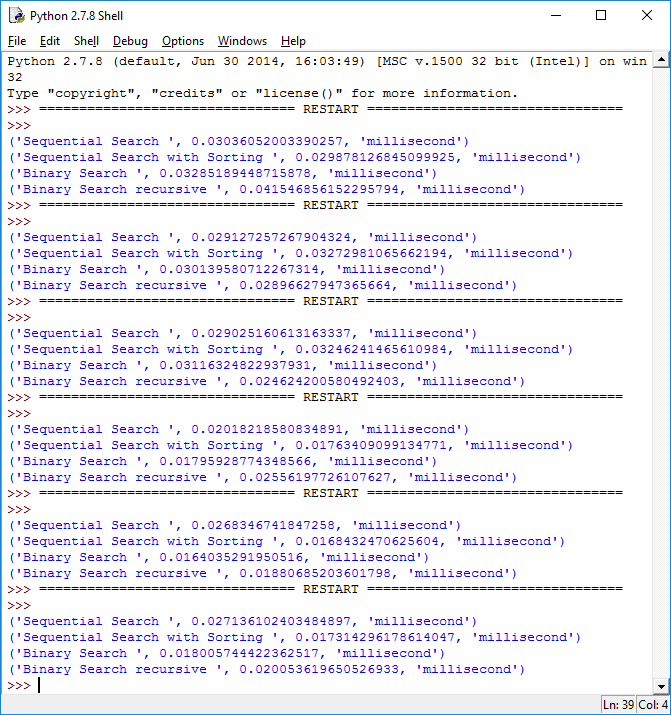 Python 2.7.8 Shell
File Edit Shell Debug Options Windows Help
Python 2.7.8 (default, Jun 30 2014, 16:03:49) [MSC v.1500 32 bit (Intel)] on win
32
Type "copyright", "credits" or "license()" for more information.
>>> ================================ RESTART ================================
>>>
('Sequential Search ', 0.03036052003390257, 'millisecond')
('Sequential Search with Sorting ', 0.029878126845099925, 'millisecond')
('Binary Search ', 0.03285189448715878, 'millisecond')
('Binary Search recursive ', 0.041546856152295794, 'millisecond')
>>> ================================ RESTART ================================
>>>
('Sequential Search ', 0.029127257267904324, 'millisecond')
('Sequential Search with Sorting ', 0.03272981065662194, 'millisecond')
('Binary Search ', 0.030139580712267314, 'millisecond')
('Binary Search recursive ', 0.02896627947365664, 'millisecond')
>>> ================================ RESTART ================================
>>>
('Sequential Search ', 0.029025160613163337, 'millisecond')
('Sequential Search with Sorting ', 0.03246241465610984, 'millisecond')
('Binary Search ', 0.03116324822937931, 'millisecond')
('Binary Search recursive ', 0.024624200580492403, 'millisecond')
>>> ================================ RESTART ================================
>>>
('Sequential Search ', 0.02018218580834891, 'millisecond')
('Sequential Search with Sorting ', 0.01763409099134771, 'millisecond')
('Binary Search ', 0.01795928774348566, 'millisecond')
('Binary Search recursive ', 0.02556197726107627, 'millisecond')
>>> ================================ RESTART ================================
>>>
('Sequential Search ', 0.0268346741847258, 'millisecond')
('Sequential Search with Sorting ', 0.0168432470625604, 'millisecond')
('Binary Search ', 0.0164035291950516, 'millisecond')
('Binary Search recursive ', 0.01880685203601798, 'millisecond')
>>> ================================ RESTART ================================
>>>
('Sequential Search ', 0.027136102403484897, 'millisecond')
('Sequential Search with Sorting ', 0.017314296178614047, 'millisecond')
('Binary Search ', 0.018005744422362517, 'millisecond')
('Binary Search recursive ', 0.020053619650526933, 'millisecond')
>>>
Ln: 39 Col: 4